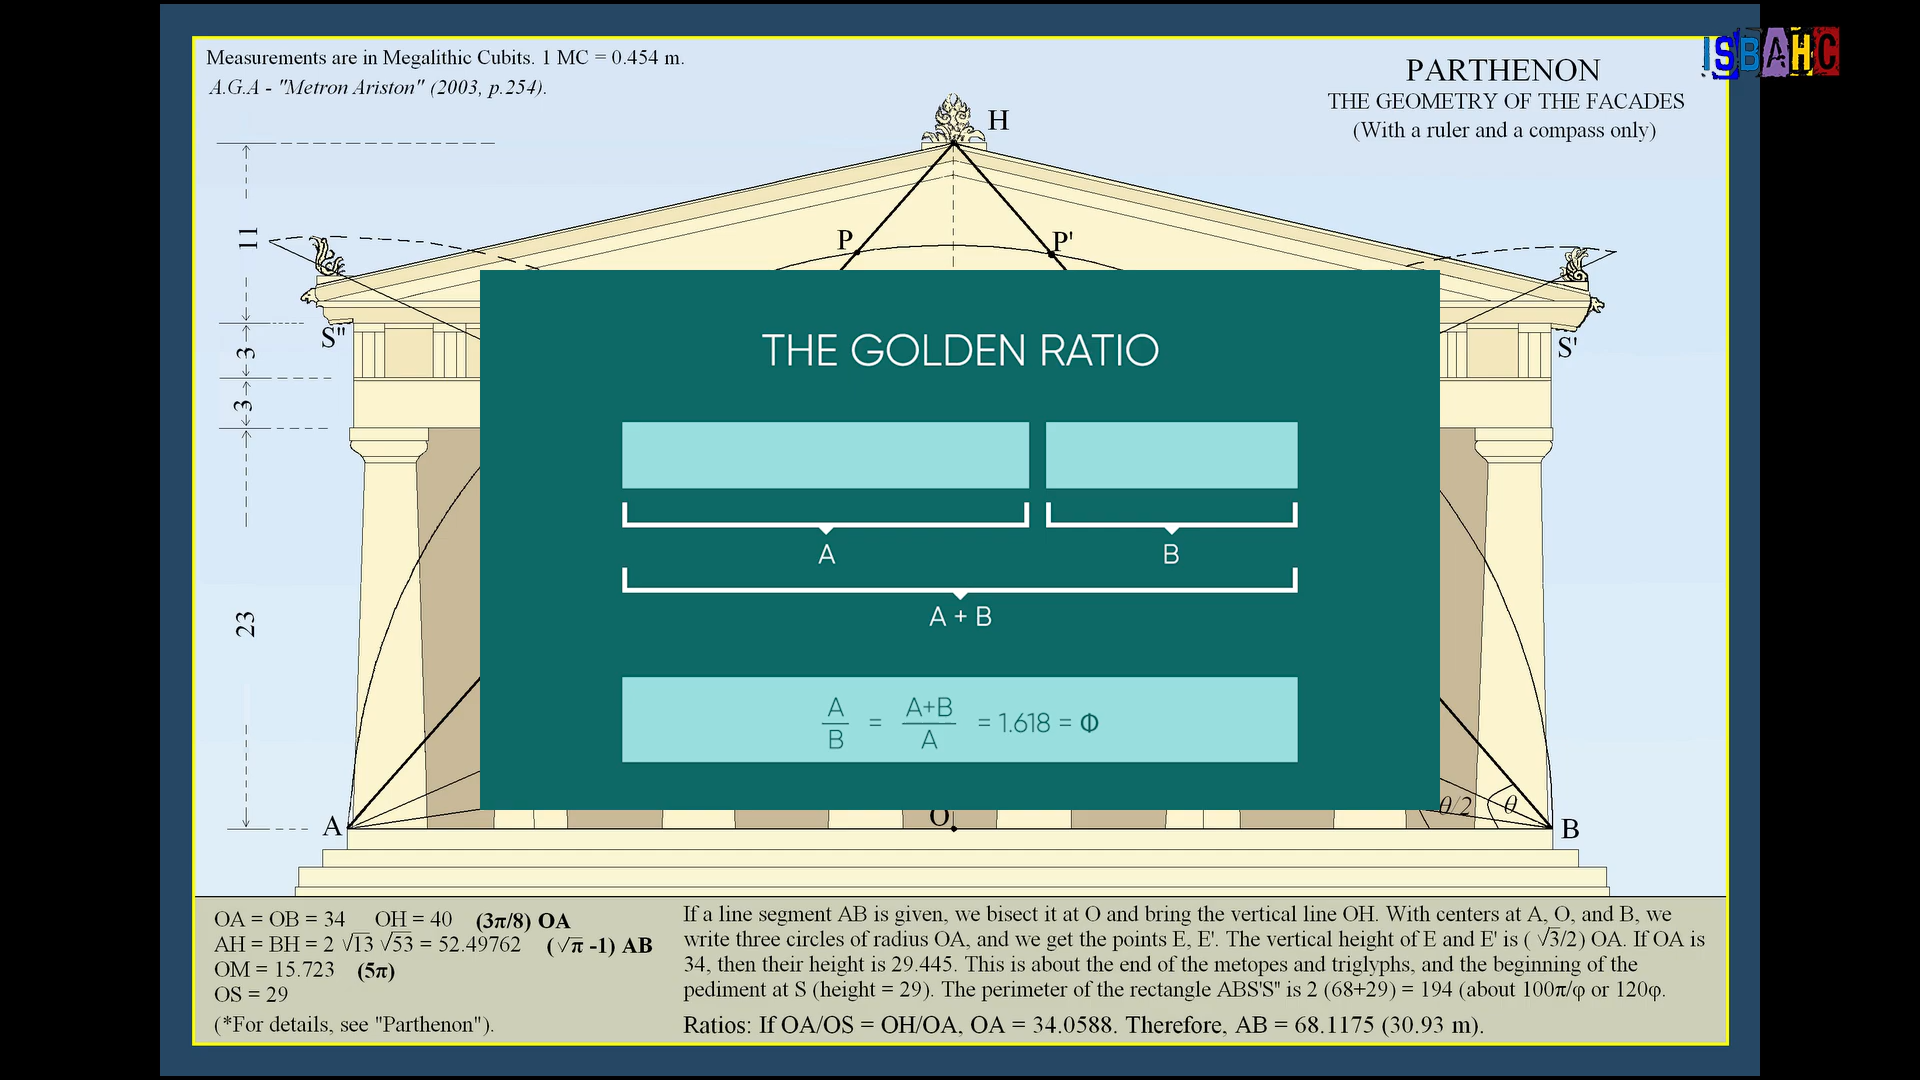 Measurements are in Megalithic Cubits. 1 MC = 0.454 m.
A.G.A - "Metron Ariston" (2003, p.254).
ISBAHC
PARTHENON
THE GEOMETRY OF THE FACADES
(With a ruler and a compass only)
H
P
P'
11
S"
S'
3
3
23
THE GOLDEN RATIO
A
B
A + B
A/B = A+B/A = 1.618 = Φ
θ/2
θ
A
O
B
OA = OB = 34 OH = 40 (3π/8) OA
AH = BH = 2 √13 √53 = 52.49762 (√π -1) AB
OM = 15.723 (5π)
OS = 29
(*For details, see "Parthenon").
If a line segment AB is given, we bisect it at O and bring the vertical line OH. With centers at A, O, and B, we
write three circles of radius OA, and we get the points E, E'. The vertical height of E and E' is ( √3/2) OA. If OA is
34, then their height is 29.445. This is about the end of the metopes and triglyphs, and the beginning of the
pediment at S (height = 29). The perimeter of the rectangle ABS'S" is 2 (68+29) = 194 (about 100π/φ or 120φ.
Ratios: If OA/OS = OH/OA, OA = 34.0588. Therefore, AB = 68.1175 (30.93 m).